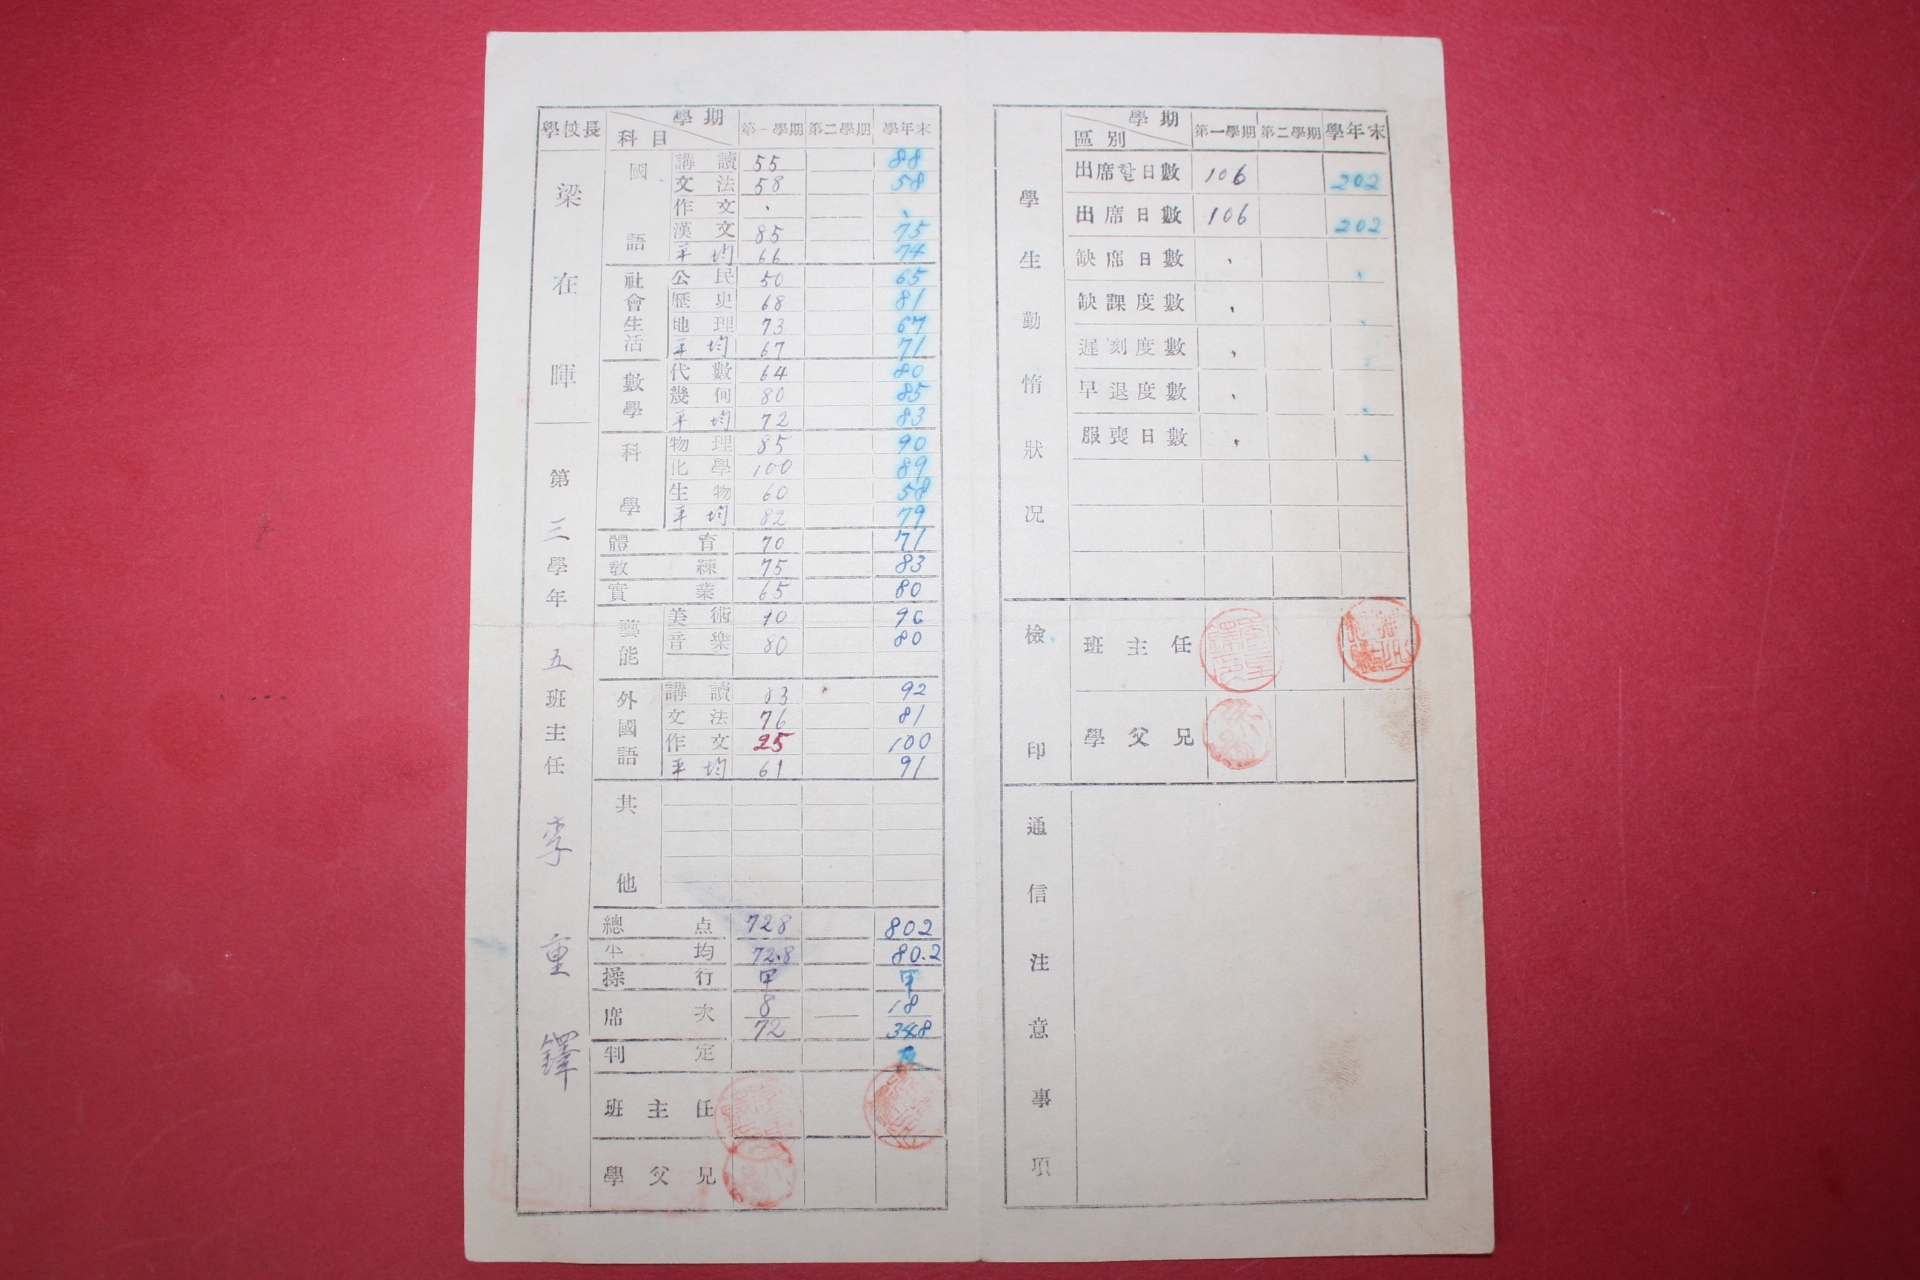 學校長 梁在暉
第三學年五班主任 李重鐸
學期 科目 第一學期 第二學期 學年末
國語 講讀 55 88
文法 58 58
作文 · ·
漢文 85 75
平均 66 74
社會生活 公民 50 65
歷史 68 81
地理 73 67
平均 67 71
數學 代數 64 80
幾何 80 85
平均 72 83
科學 物理 85 90
化學 100 89
生物 60 58
平均 82 79
體育 70 71
敎練 75 83
實業 65 80
藝能 美術 90 96
音樂 80 80
外國語 講讀 83 92
文法 76 81
作文 25 100
平均 61 91
其他
總点 728 802
平均 72.8 80.2
操行 甲 甲
席次 8/72 18/348
判定
班主任
學父兄
學生勤惰狀况
學期 區別 第一學期 第二學期 學年末
出席할日數 106 202
出席日數 106 202
缺席日數 · ·
缺課度數 · ·
遲刻度數 · ·
早退度數 · ·
服喪日數 · ·
檢印 班主任
學父兄
通信注意事項